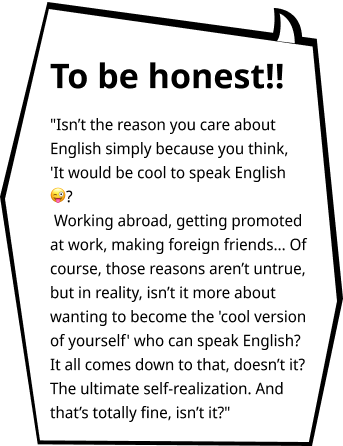 To be honest!!
"Isn’t the reason you care about
English simply because you think,
'It would be cool to speak English
😜?
Working abroad, getting promoted
at work, making foreign friends... Of
course, those reasons aren’t untrue,
but in reality, isn’t it more about
wanting to become the 'cool version
of yourself' who can speak English?
It all comes down to that, doesn’t it?
The ultimate self-realization. And
that’s totally fine, isn’t it?"